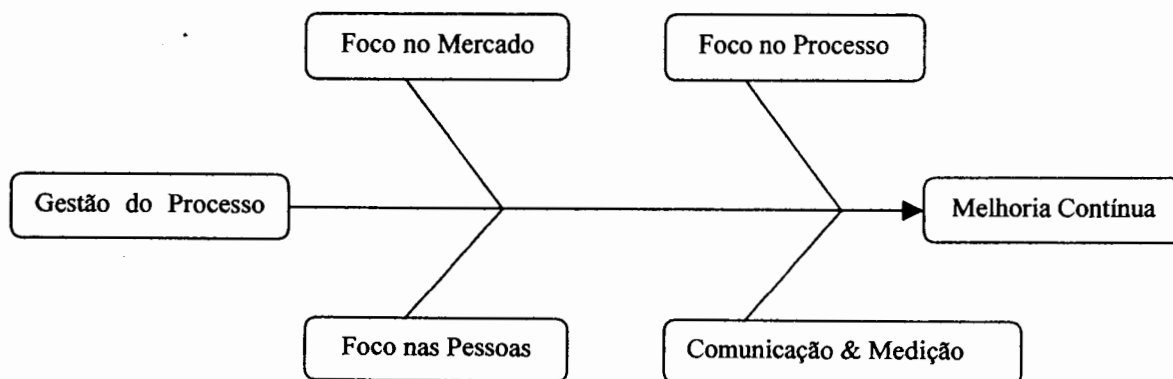 Foco no Mercado
Foco no Processo
Gestão do Processo
Melhoria Contínua
Foco nas Pessoas
Comunicação & Medição